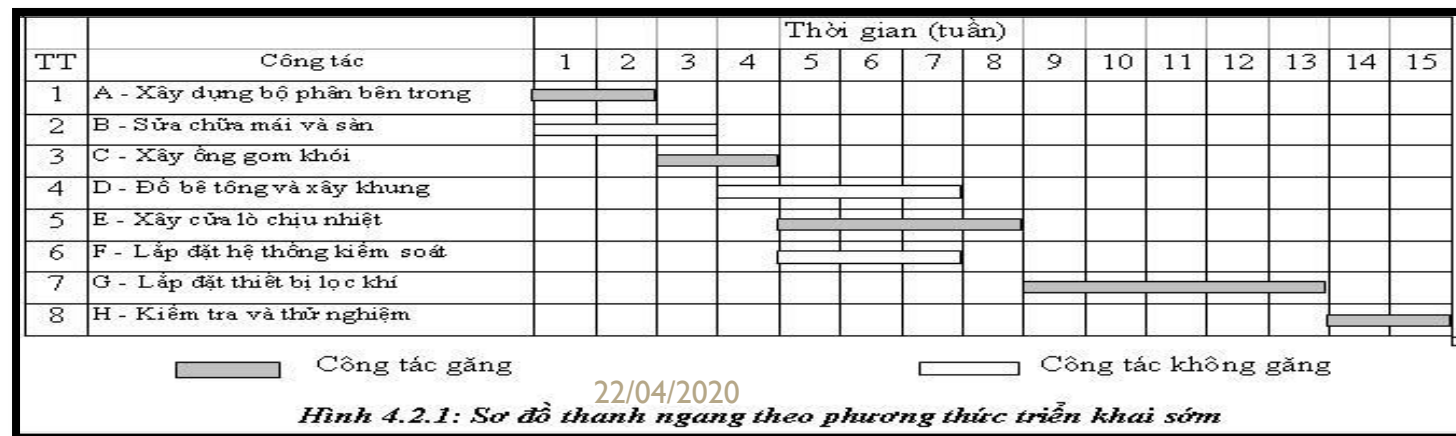 Thời gian (tuần)
TT Công tác 1 2 3 4 5 6 7 8 9 10 11 12 13 14 15
1 A - Xây dụng bộ phân bên trong
2 B - Sửa chữa mái và sàn
3 C - Xây ống gom khói
4 D - Đổ bê tông và xây khung
5 E - Xây cửa lò chịu nhiệt
6 F - Lắp đặt hệ thống kiểm soát
7 G - Lắp đặt thiết bị lọc khí
8 H - Kiểm tra và thử nghiệm
Công tác găng Công tác không găng
22/04/2020
Hình 4.2.1: Sơ đồ thanh ngang theo phương thức triển khai sớm